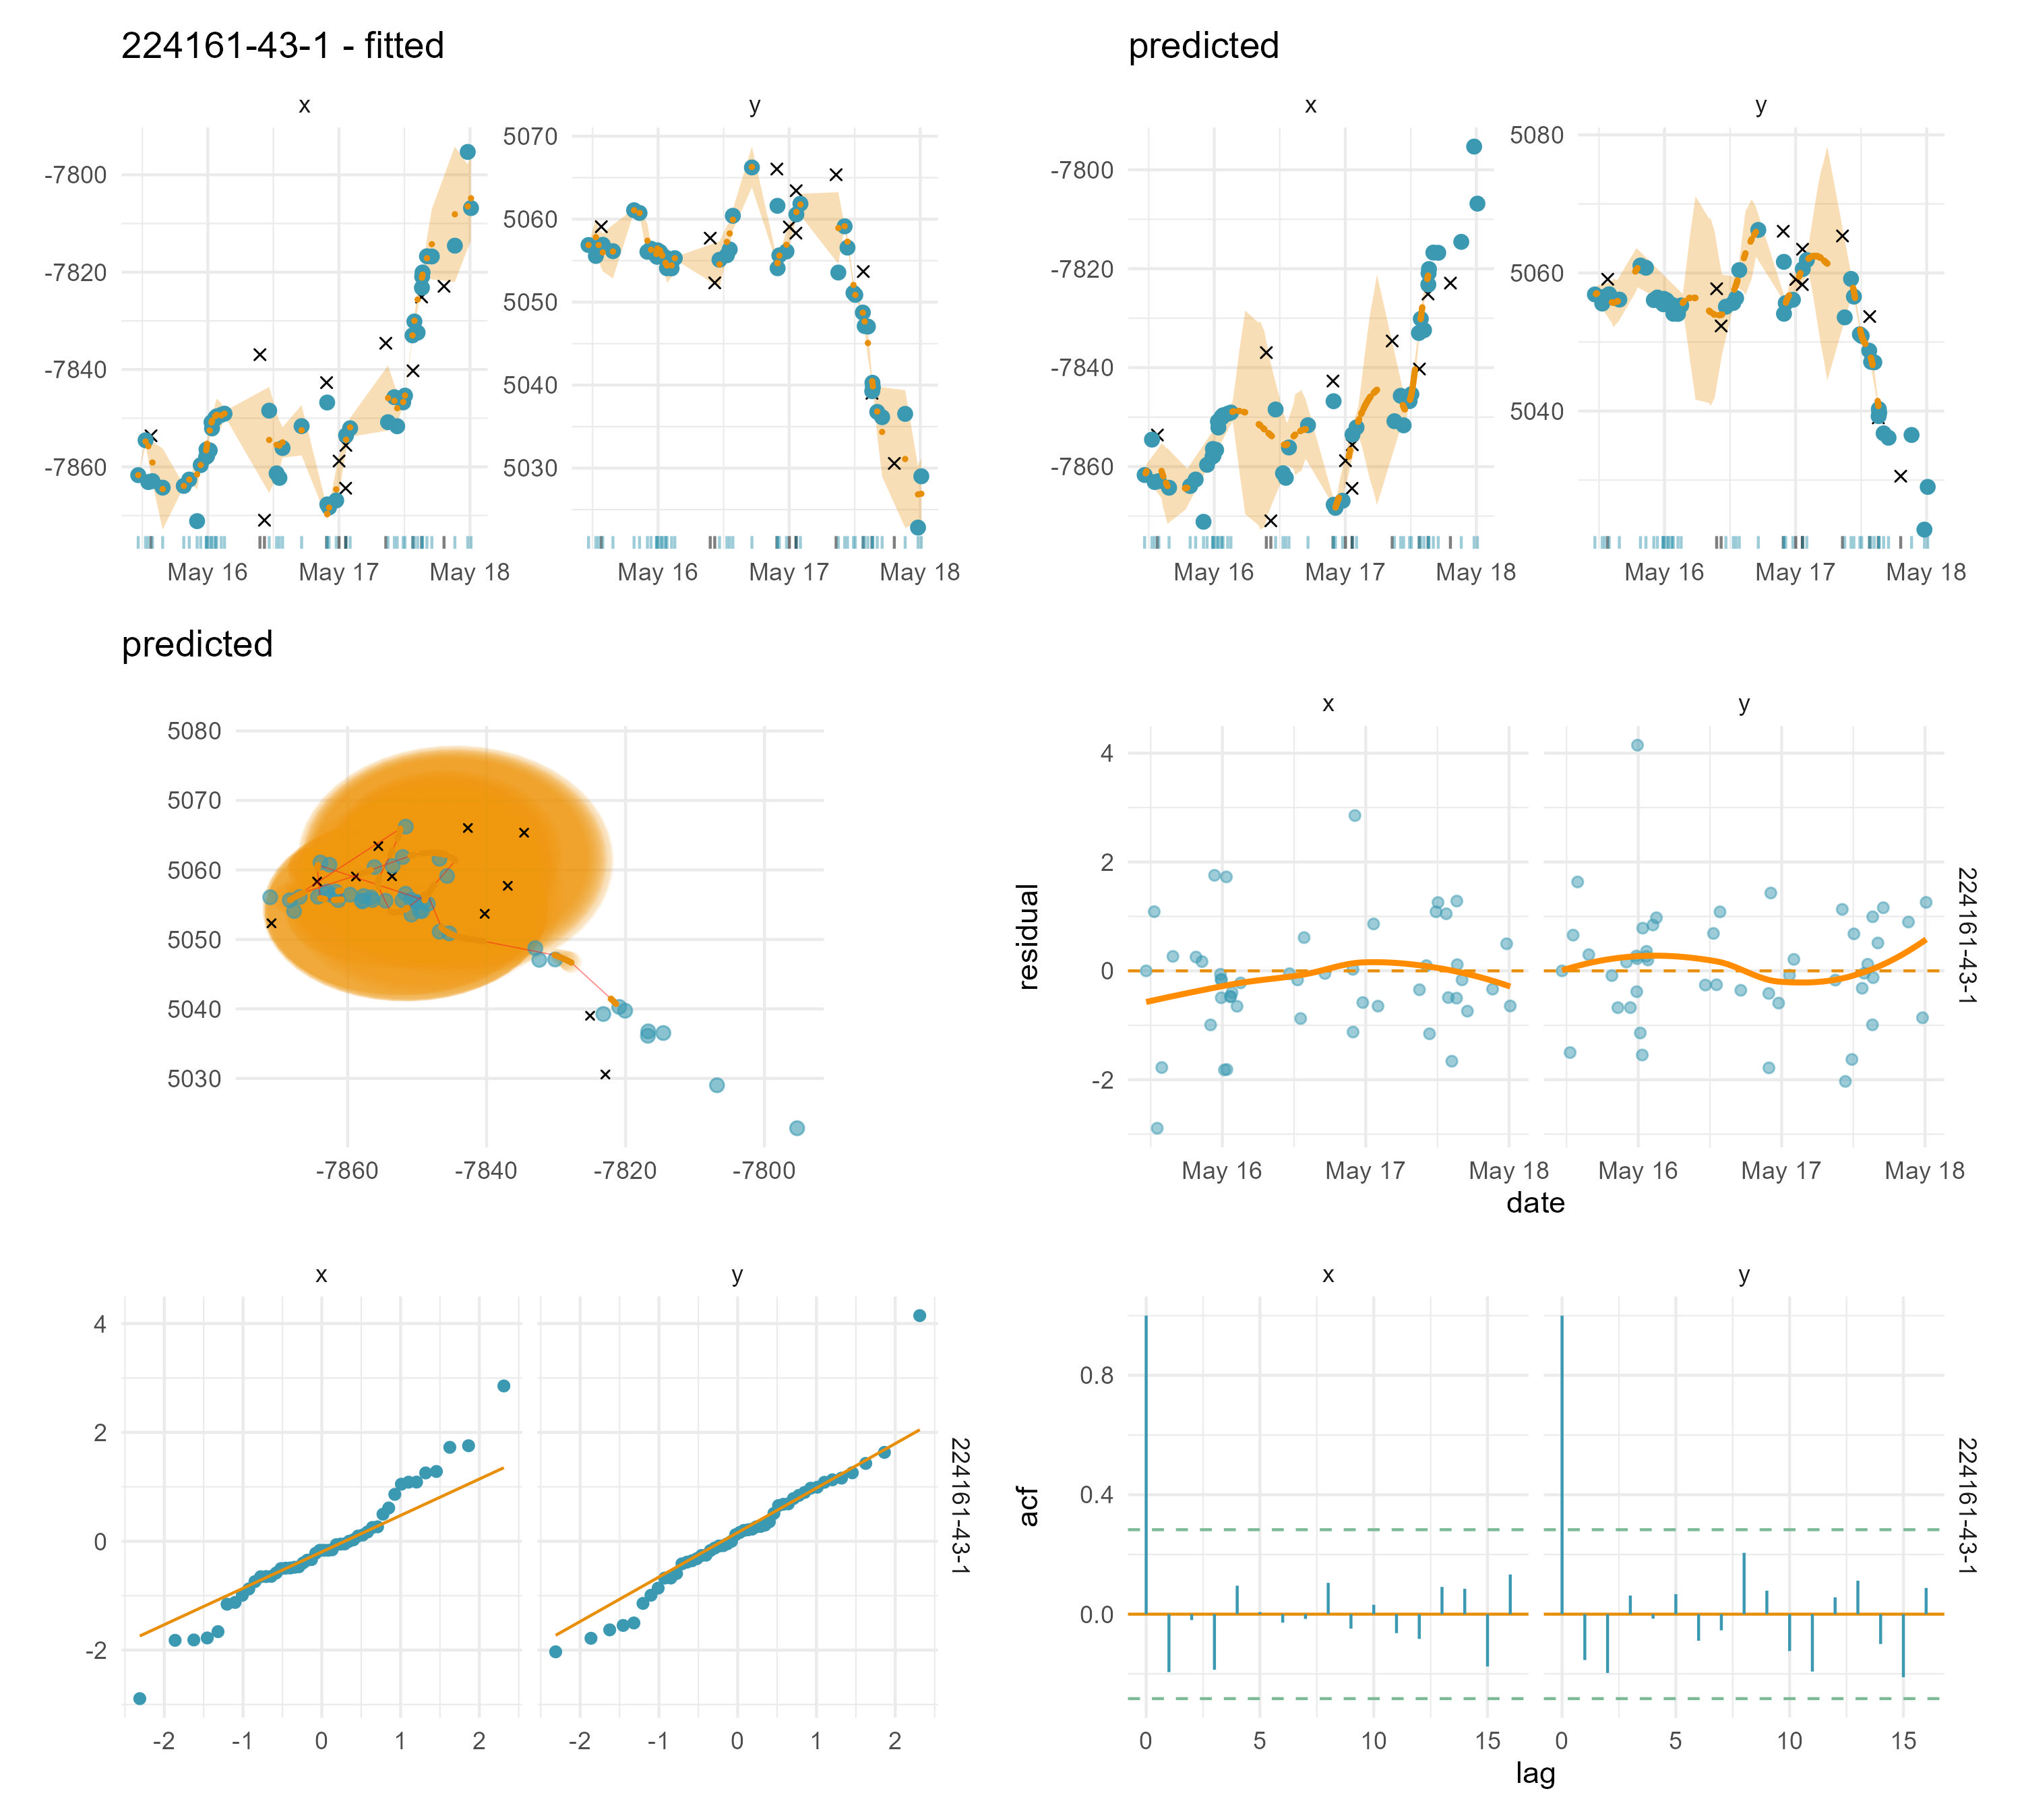 224161-43-1 - fitted
predicted
x
y
x
y
-7800
-7820
-7840
-7860
5070
5060
5050
5040
5030
-7800
-7820
-7840
-7860
5080
5060
5040
May 16 May 17 May 18
May 16 May 17 May 18
May 16 May 17 May 18
May 16 May 17 May 18
predicted
5080
5070
5060
5050
5040
5030
-7860 -7840 -7820 -7800
x
y
residual
4
2
0
-2
224161-43-1
May 16 May 17 May 18
May 16 May 17 May 18
date
x
y
4
2
0
-2
224161-43-1
-2 -1 0 1 2
-2 -1 0 1 2
x
y
acf
0.8
0.4
0.0
224161-43-1
0 5 10 15
0 5 10 15
lag